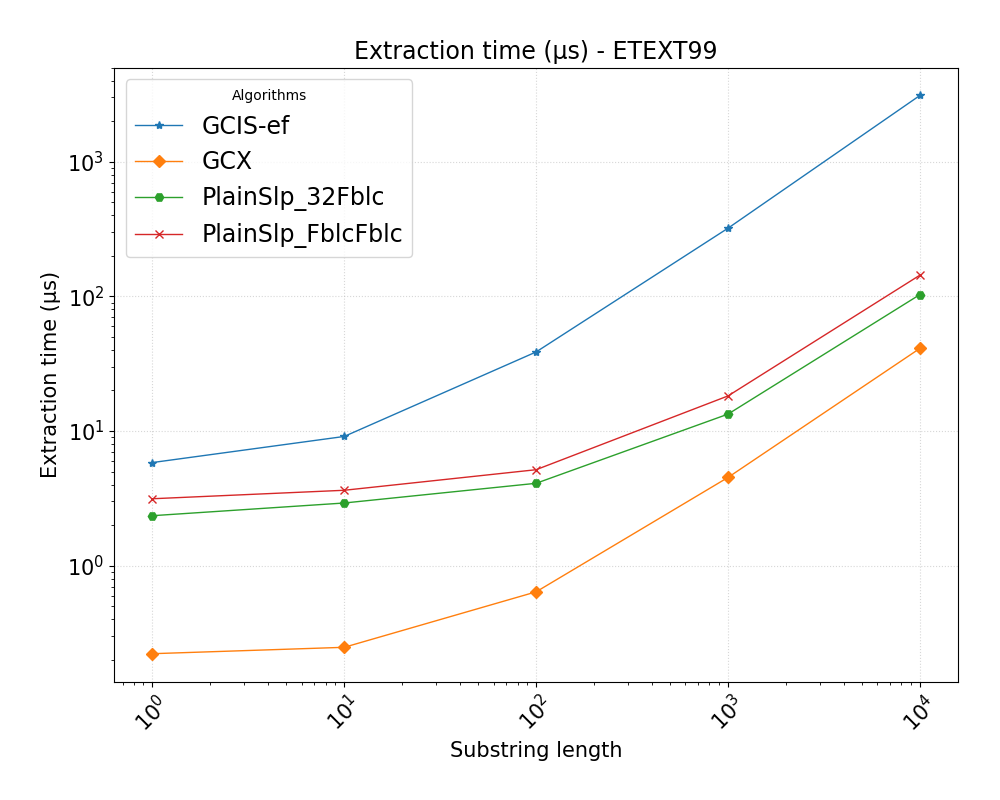 Extraction time (µs) - ETEXT99
Algorithms
GCIS-ef
GCX
PlainSlp_32Fblc
PlainSlp_FblcFblc
Extraction time (µs)
10³
10²
10¹
10⁰
10⁰ 10¹ 10² 10³ 10⁴
Substring length